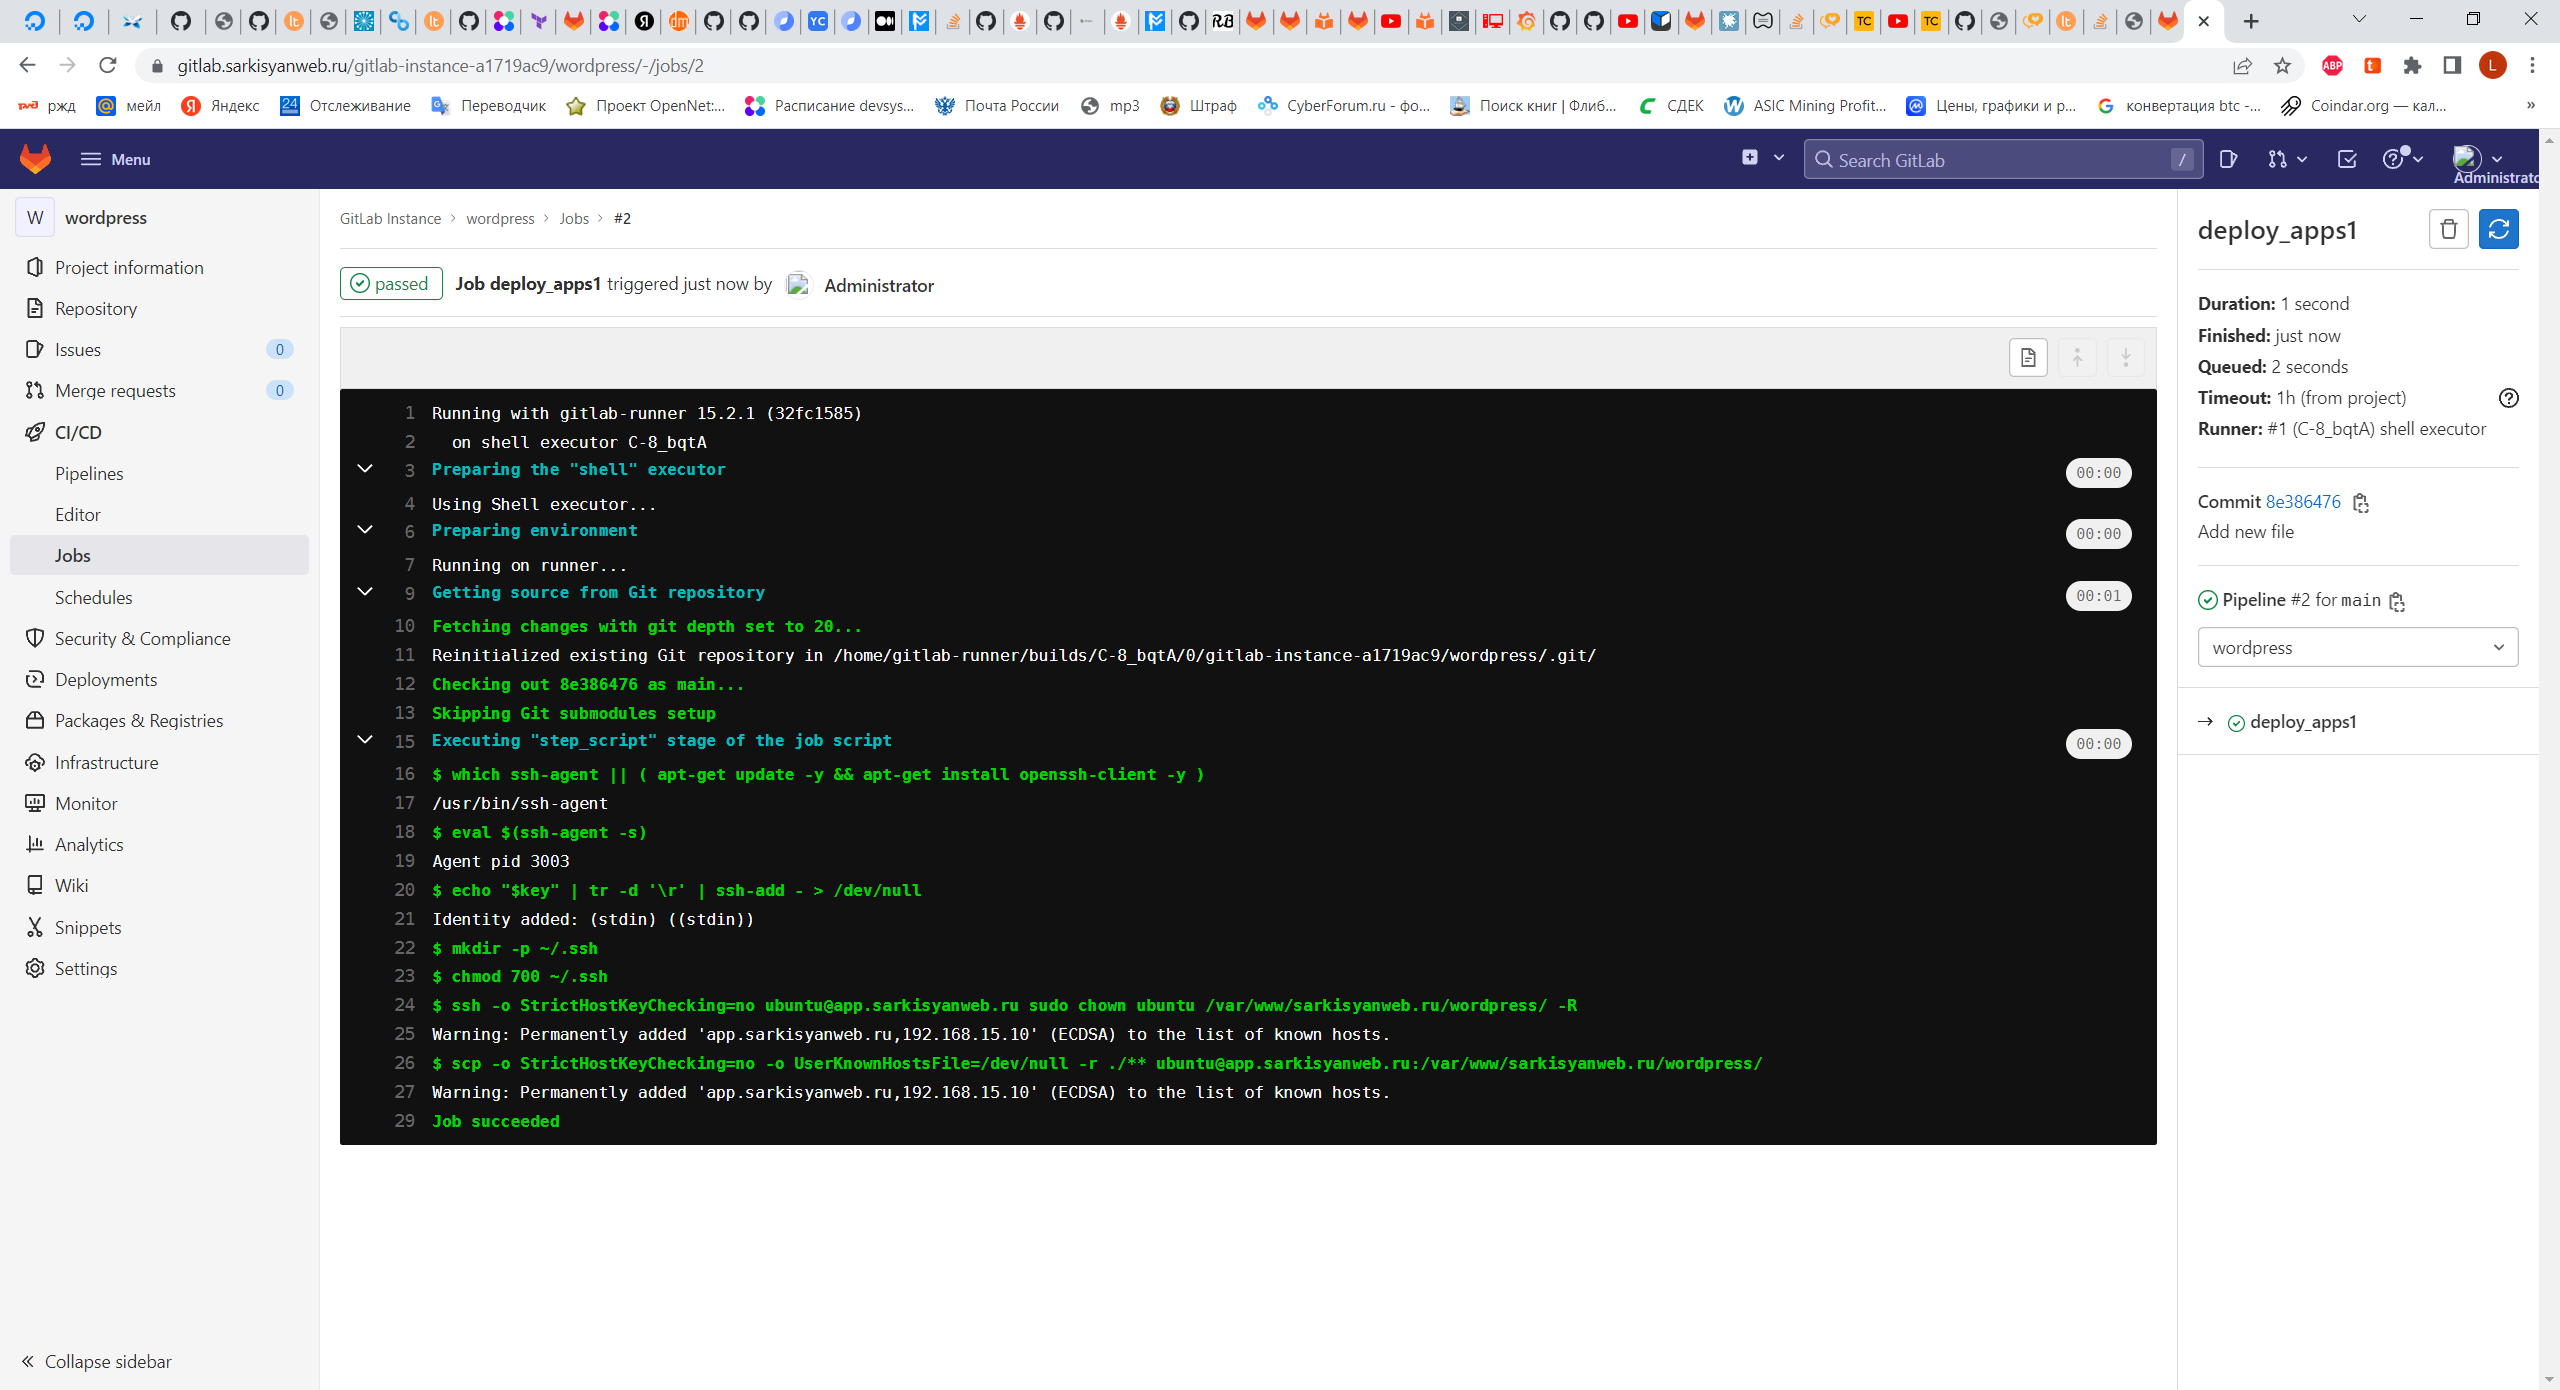 gitlab.sarkisyanweb.ru/gitlab-instance-a1719ac9/wordpress/-/jobs/2
ржд мейл Яндекс Отслеживание Переводчик Проект OpenNet:... Расписание devsys... Почта России mp3 Штраф CyberForum.ru - фо... Поиск книг | Флиб... СДЕК ASIC Mining Profit... Цены, графики и р... конвертация btc -... Coindar.org — кал... »
Menu
Search GitLab /
Administrato
W wordpress
Project information
Repository
Issues 0
Merge requests 0
CI/CD
Pipelines
Editor
Jobs
Schedules
Security & Compliance
Deployments
Packages & Registries
Infrastructure
Monitor
Analytics
Wiki
Snippets
Settings
Collapse sidebar
GitLab Instance > wordpress > Jobs > #2
passed Job deploy_apps1 triggered just now by Administrator
1 Running with gitlab-runner 15.2.1 (32fc1585)
2 on shell executor C-8_bqtA
3 Preparing the "shell" executor 00:00
4 Using Shell executor...
6 Preparing environment 00:00
7 Running on runner...
9 Getting source from Git repository 00:01
10 Fetching changes with git depth set to 20...
11 Reinitialized existing Git repository in /home/gitlab-runner/builds/C-8_bqtA/0/gitlab-instance-a1719ac9/wordpress/.git/
12 Checking out 8e386476 as main...
13 Skipping Git submodules setup
15 Executing "step_script" stage of the job script 00:00
16 $ which ssh-agent || ( apt-get update -y && apt-get install openssh-client -y )
17 /usr/bin/ssh-agent
18 $ eval $(ssh-agent -s)
19 Agent pid 3003
20 $ echo "$key" | tr -d '\r' | ssh-add - > /dev/null
21 Identity added: (stdin) ((stdin))
22 $ mkdir -p ~/.ssh
23 $ chmod 700 ~/.ssh
24 $ ssh -o StrictHostKeyChecking=no ubuntu@app.sarkisyanweb.ru sudo chown ubuntu /var/www/sarkisyanweb.ru/wordpress/ -R
25 Warning: Permanently added 'app.sarkisyanweb.ru,192.168.15.10' (ECDSA) to the list of known hosts.
26 $ scp -o StrictHostKeyChecking=no -o UserKnownHostsFile=/dev/null -r ./** ubuntu@app.sarkisyanweb.ru:/var/www/sarkisyanweb.ru/wordpress/
27 Warning: Permanently added 'app.sarkisyanweb.ru,192.168.15.10' (ECDSA) to the list of known hosts.
29 Job succeeded
deploy_apps1
Duration: 1 second
Finished: just now
Queued: 2 seconds
Timeout: 1h (from project)
Runner: #1 (C-8_bqtA) shell executor
Commit 8e386476
Add new file
Pipeline #2 for main
wordpress
→ deploy_apps1